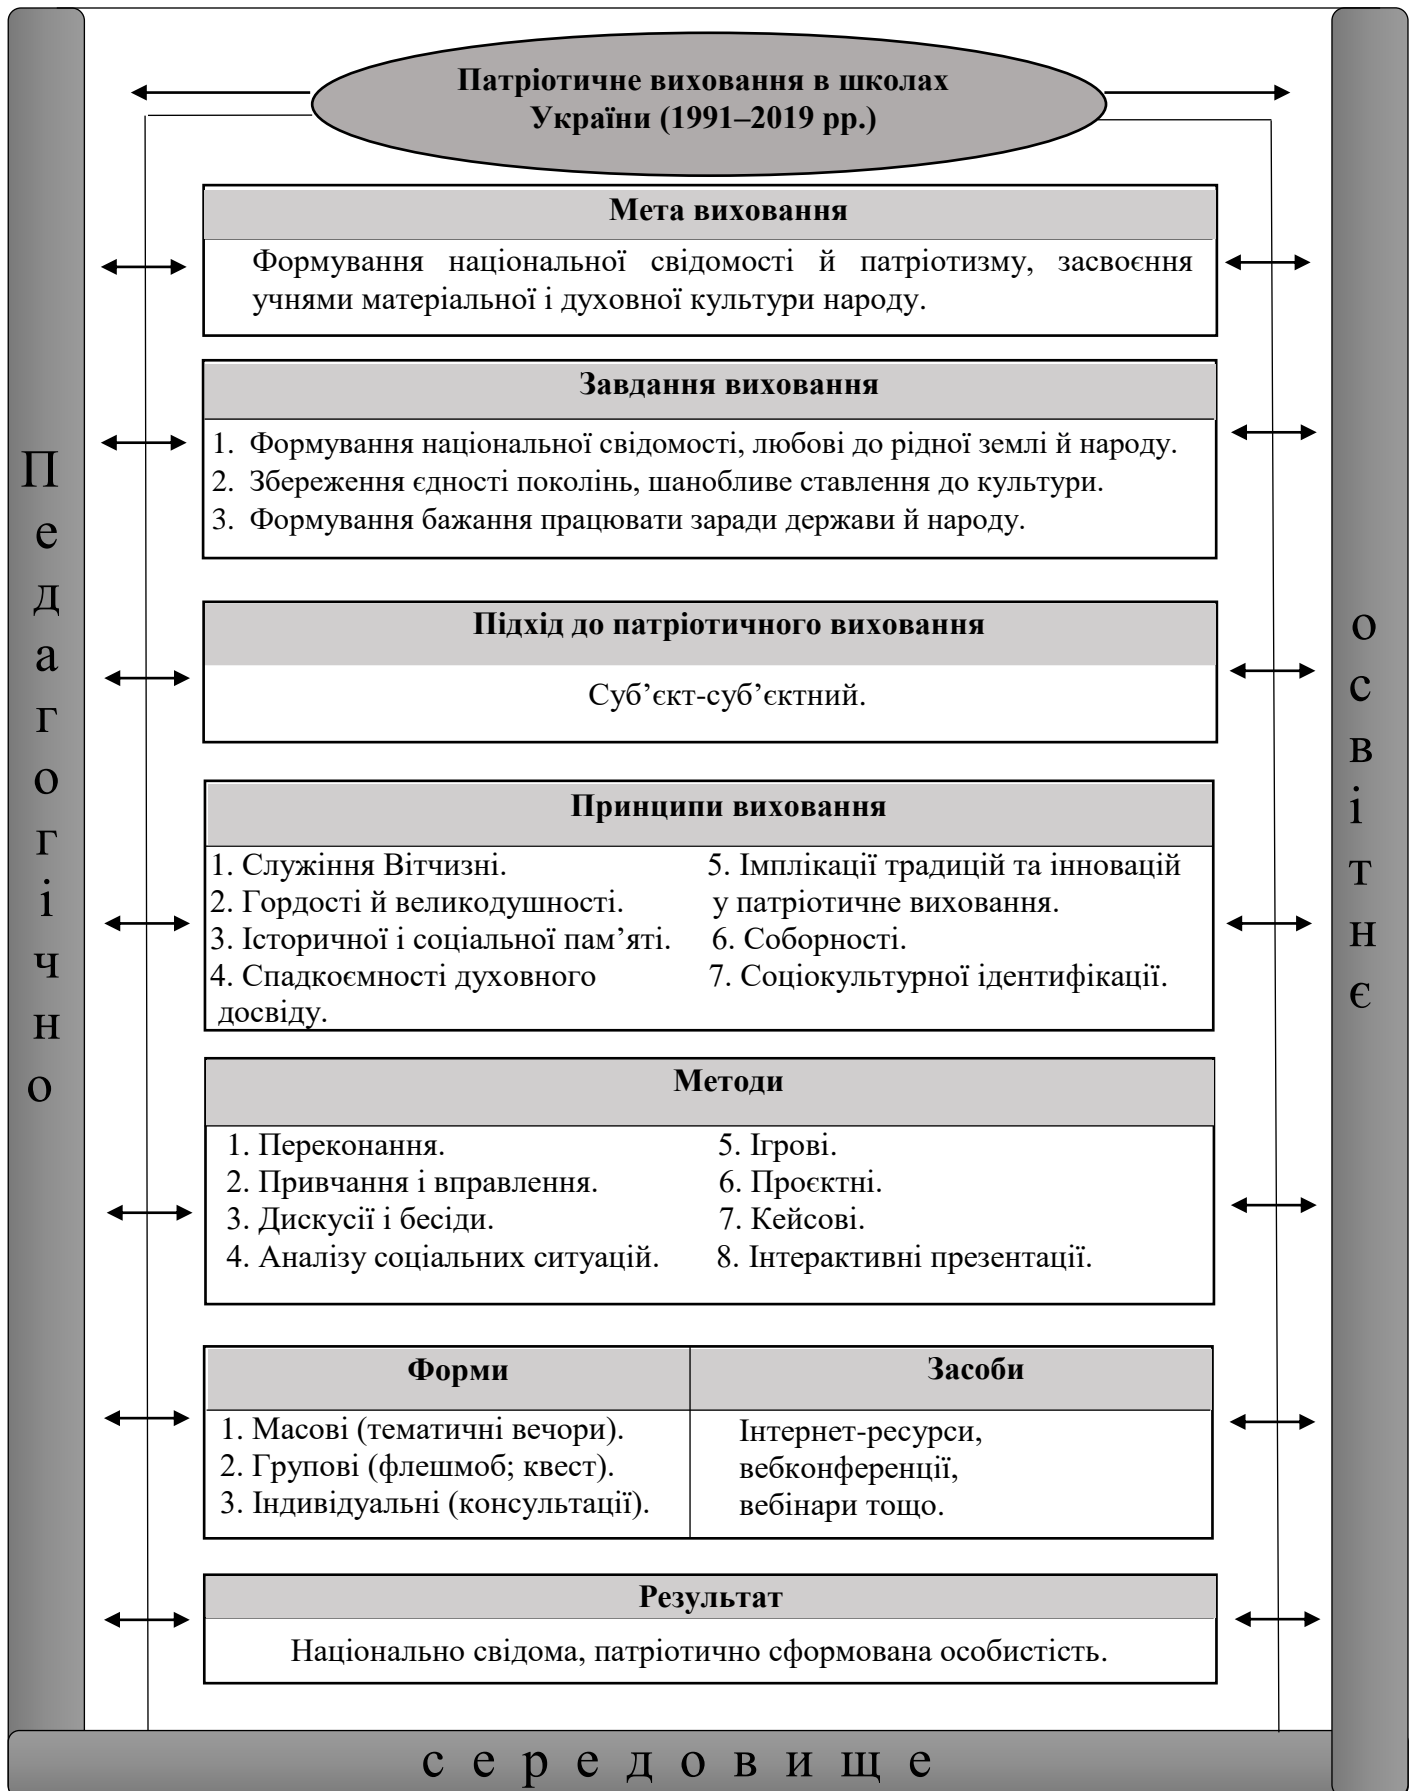 Патріотичне виховання в школах
України (1991–2019 рр.)
Мета виховання
Формування національної свідомості й патріотизму, засвоєння
учнями матеріальної і духовної культури народу.
Завдання виховання
1. Формування національної свідомості, любові до рідної землі й народу.
2. Збереження єдності поколінь, шанобливе ставлення до культури.
3. Формування бажання працювати заради держави й народу.
Підхід до патріотичного виховання
Суб’єкт-суб’єктний.
Принципи виховання
1. Служіння Вітчизні.
2. Гордості й великодушності.
3. Історичної і соціальної пам’яті.
4. Спадкоємності духовного
досвіду.
5. Імплікації традицій та інновацій
у патріотичне виховання.
6. Соборності.
7. Соціокультурної ідентифікації.
Методи
1. Переконання.
2. Привчання і вправлення.
3. Дискусії і бесіди.
4. Аналізу соціальних ситуацій.
5. Ігрові.
6. Проєктні.
7. Кейсові.
8. Інтерактивні презентації.
Форми
1. Масові (тематичні вечори).
2. Групові (флешмоб; квест).
3. Індивідуальні (консультації).
Засоби
Інтернет-ресурси,
вебконференції,
вебінари тощо.
Результат
Національно свідома, патріотично сформована особистість.
Педагогічно
освітнє
середовище